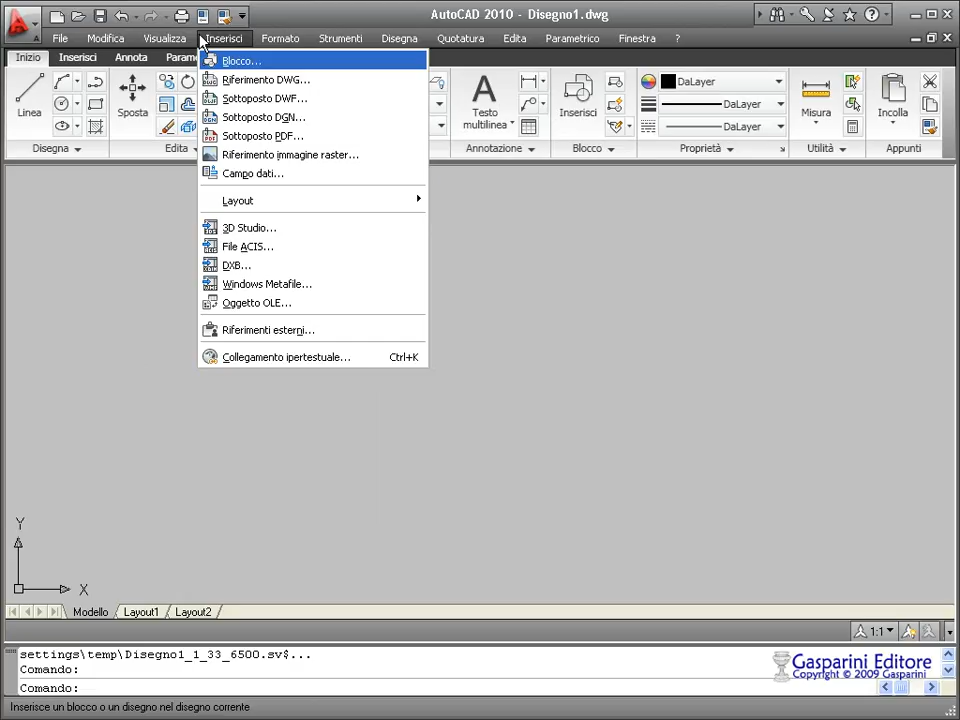 AutoCAD 2010 - Disegno1.dwg
File Modifica Visualizza Inserisci Formato Strumenti Disegna Quotatura Edita Parametrico Finestra ?
Inizio Inserisci Annota
Blocco...
Riferimento DWG...
Sottoposto DWF...
Sottoposto DGN...
Sottoposto PDF...
Riferimento immagine raster...
Campo dati...
Layout
3D Studio...
File ACIS...
DXB...
Windows Metafile...
Oggetto OLE...
Riferimenti esterni...
Collegamento ipertestuale... Ctrl+K
Linea
Sposta
Testo
multilinea
Inserisci
DaLayer
DaLayer
DaLayer
Misura
Incolla
Disegna
Edita
Annotazione
Blocco
Proprietà
Utilità
Appunti
Y
X
Modello Layout1 Layout2
1:1
settings\temp\Disegno1_1_33_6500.sv$...
Comando:
Comando:
Gasparini Editore
Copyright © 2009 G@sparini
Inserisce un blocco o un disegno nel disegno corrente